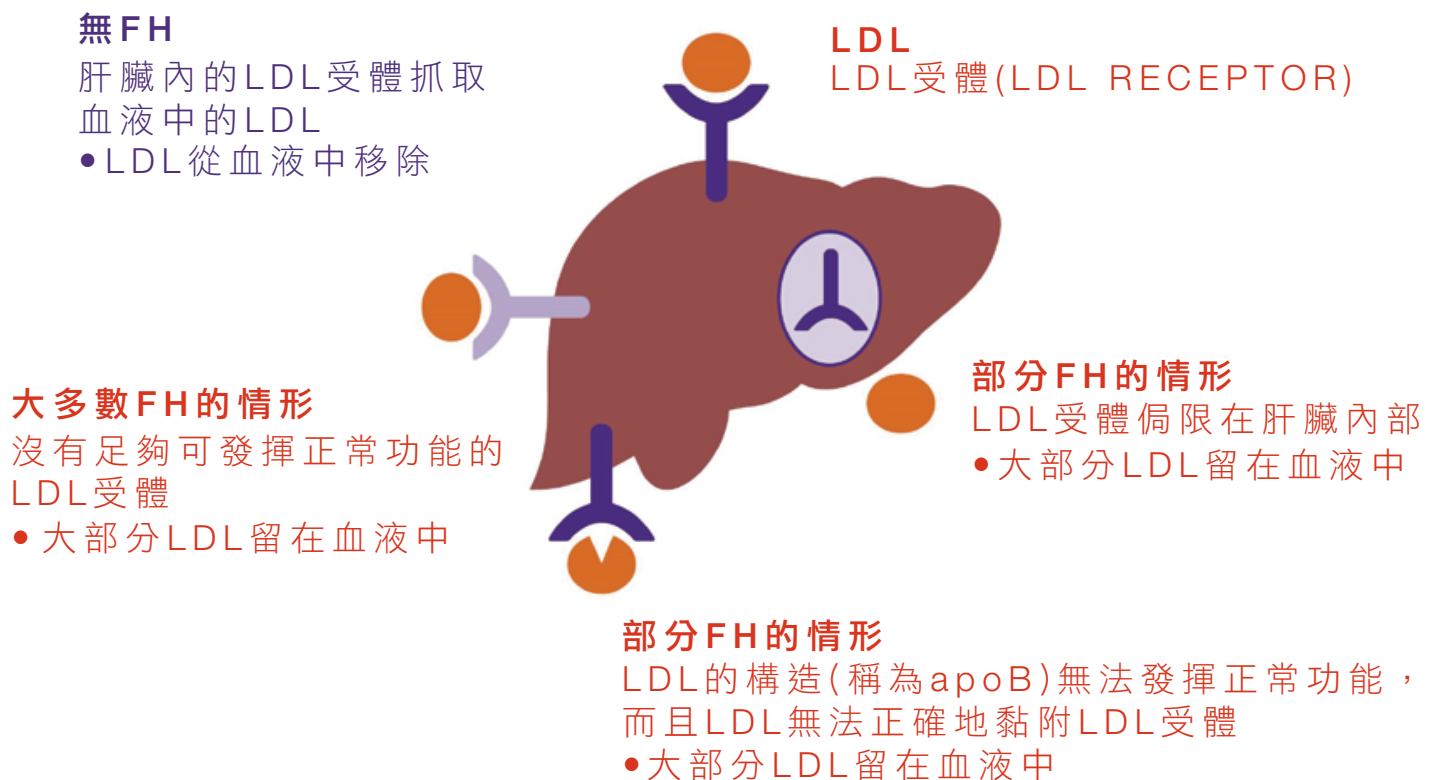 無FH
肝臟內的LDL受體抓取
血液中的LDL
•LDL從血液中移除
LDL
LDL受體(LDL RECEPTOR)
大多數FH的情形
沒有足夠可發揮正常功能的
LDL受體
•大部分LDL留在血液中
部分FH的情形
LDL受體侷限在肝臟內部
•大部分LDL留在血液中
部分FH的情形
LDL的構造(稱為apoB)無法發揮正常功能，
而且LDL無法正確地黏附LDL受體
•大部分LDL留在血液中